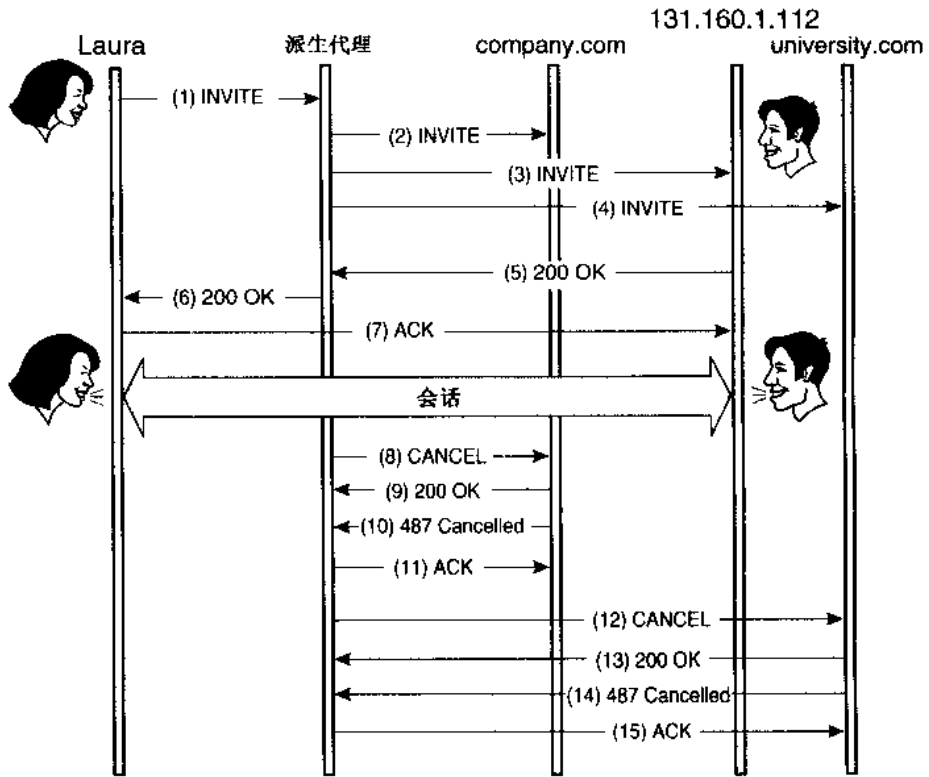 131.160.1.112
Laura 派生代理 company.com university.com
(1) INVITE
(2) INVITE
(3) INVITE
(4) INVITE
(5) 200 OK
(6) 200 OK
(7) ACK
会话
(8) CANCEL
(9) 200 OK
(10) 487 Cancelled
(11) ACK
(12) CANCEL
(13) 200 OK
(14) 487 Cancelled
(15) ACK